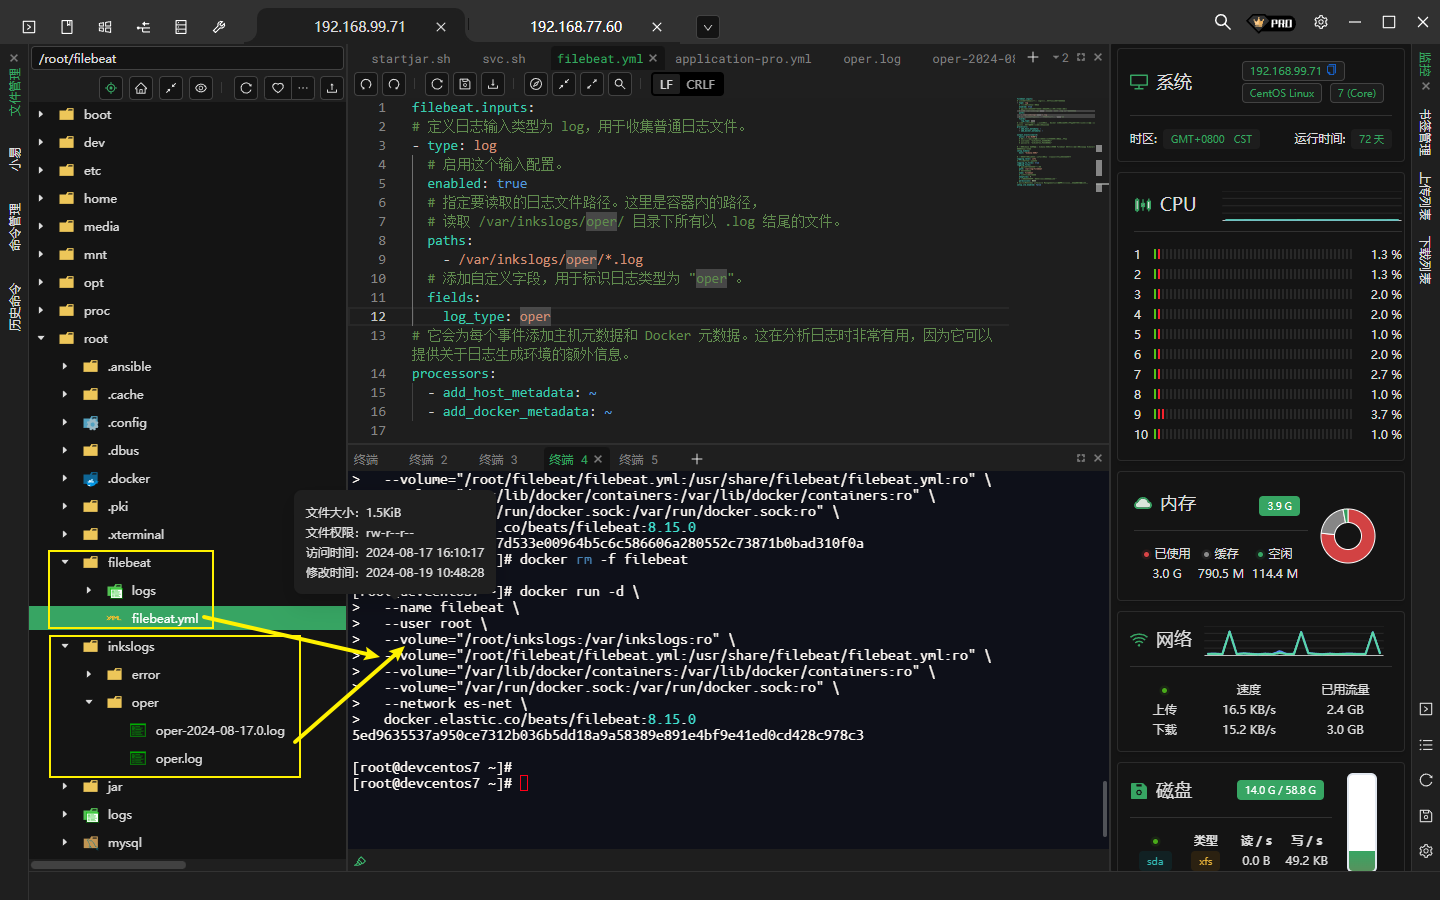 192.168.99.71
192.168.77.60
PRO
文件管理
小易
命令管理
历史命令
/root/filebeat
boot
dev
etc
home
media
mnt
opt
proc
root
.ansible
.cache
.config
.dbus
.docker
.pki
.xterminal
filebeat
logs
filebeat.yml
inkslogs
error
oper
oper-2024-08-17.0.log
oper.log
jar
logs
mysql
文件大小：1.5KiB
文件权限：rw-r--r--
访问时间：2024-08-17 16:10:17
修改时间：2024-08-19 10:48:28
startjar.sh
svc.sh
filebeat.yml
application-pro.yml
oper.log
oper-2024-08
2
LF CRLF
1 filebeat.inputs:
2 # 定义日志输入类型为 log，用于收集普通日志文件。
3 - type: log
4 # 启用这个输入配置。
5 enabled: true
6 # 指定要读取的日志文件路径。这里是容器内的路径，
7 # 读取 /var/inkslogs/oper/ 目录下所有以 .log 结尾的文件。
8 paths:
9 - /var/inkslogs/oper/*.log
10 # 添加自定义字段，用于标识日志类型为 "oper"。
11 fields:
12 log_type: oper
13 # 它会为每个事件添加主机元数据和 Docker 元数据。这在分析日志时非常有用，因为它可以
提供关于日志生成环境的额外信息。
14 processors:
15 - add_host_metadata: ~
16 - add_docker_metadata: ~
17
终端
终端 2
终端 3
终端 4
终端 5
> --volume="/root/filebeat/filebeat.yml:/usr/share/filebeat/filebeat.yml:ro" \
/lib/docker/containers:/var/lib/docker/containers:ro" \
/run/docker.sock:/var/run/docker.sock:ro" \
.co/beats/filebeat:8.15.0
7d533e00964b5c6c586606a280552c73871b0bad310f0a
]# docker rm -f filebeat
[root@devcentos7 ~]# docker run -d \
> --name filebeat \
> --user root \
> --volume="/root/inkslogs:/var/inkslogs:ro" \
> --volume="/root/filebeat/filebeat.yml:/usr/share/filebeat/filebeat.yml:ro" \
> --volume="/var/lib/docker/containers:/var/lib/docker/containers:ro" \
> --volume="/var/run/docker.sock:/var/run/docker.sock:ro" \
> --network es-net \
> docker.elastic.co/beats/filebeat:8.15.0
5ed9635537a950ce7312b036b5dd18a9a58389e891e4bf9e41ed0cd428c978c3
[root@devcentos7 ~]#
[root@devcentos7 ~]#
系统
192.168.99.71
CentOS Linux
7 (Core)
时区: GMT+0800 CST
运行时间: 72 天
CPU
1 1.3 %
2 1.3 %
3 2.0 %
4 2.0 %
5 1.0 %
6 2.0 %
7 2.7 %
8 1.0 %
9 3.7 %
10 1.0 %
内存
3.9 G
已使用 缓存 空闲
3.0 G 790.5 M 114.4 M
网络
速度 已用流量
上传 16.5 KB/s 2.4 GB
下载 15.2 KB/s 3.0 GB
磁盘
14.0 G / 58.8 G
类型 读 / s 写 / s
sda xfs 0.0 B 49.2 KB
监控
书签管理
上传列表
下载列表